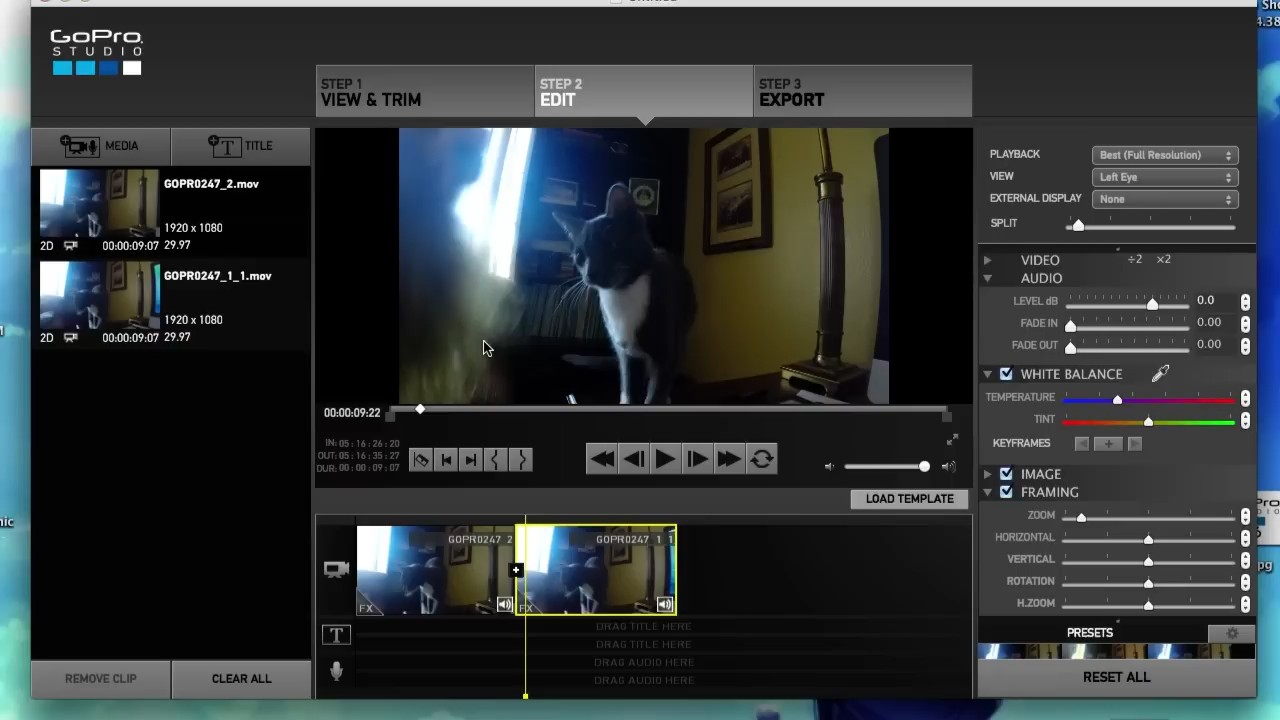 GoPro
STUDIO
STEP 1
VIEW & TRIM
STEP 2
EDIT
STEP 3
EXPORT
MEDIA
TITLE
GOPR0247_2.mov
1920 x 1080
2D
00:00:09:07
29.97
GOPR0247_1_1.mov
1920 x 1080
2D
00:00:09:07
29.97
REMOVE CLIP
CLEAR ALL
00:00:09:22
IN: 05:16:26:20
OUT: 05:16:35:27
DUR: 00:00:09:07
LOAD TEMPLATE
GOPR0247 2
GOPR0247 1 1
FX
FX
T
DRAG TITLE HERE
DRAG TITLE HERE
DRAG AUDIO HERE
DRAG AUDIO HERE
PLAYBACK
Best (Full Resolution)
VIEW
Left Eye
EXTERNAL DISPLAY
None
SPLIT
VIDEO
÷2 ×2
AUDIO
LEVEL dB
0.0
FADE IN
0.00
FADE OUT
0.00
WHITE BALANCE
TEMPERATURE
TINT
KEYFRAMES
IMAGE
FRAMING
ZOOM
HORIZONTAL
VERTICAL
ROTATION
H.ZOOM
PRESETS
RESET ALL